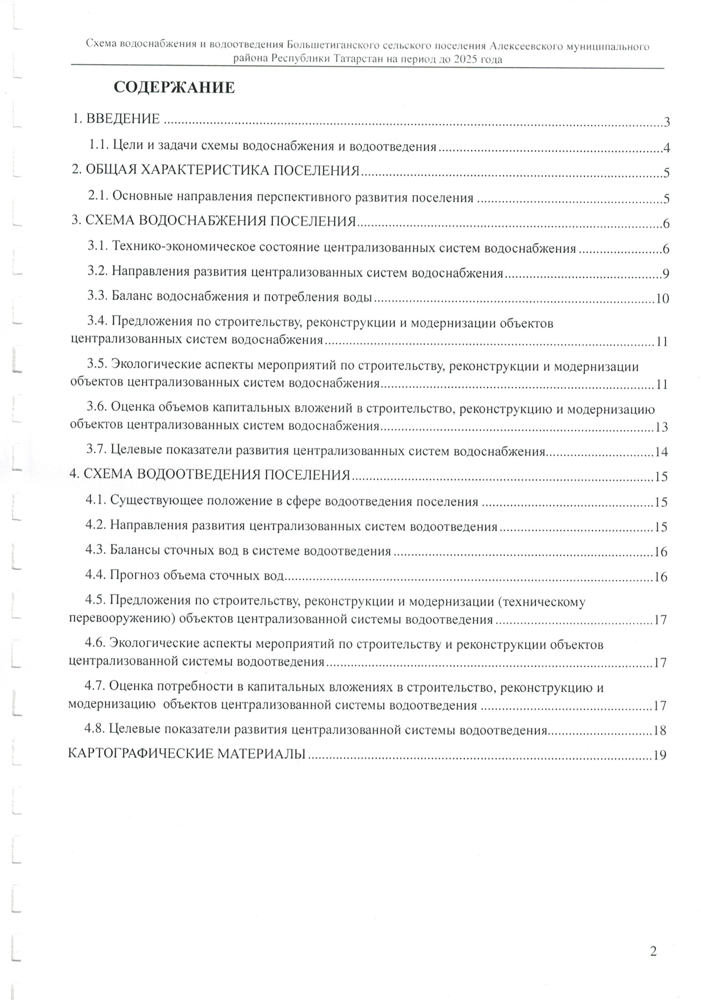 Схема водоснабжения и водоотведения Большетиганского сельского поселения Алексеевского муниципального
района Республики Татарстан на период до 2025 года
СОДЕРЖАНИЕ
1. ВВЕДЕНИЕ ........ 3
1.1. Цели и задачи схемы водоснабжения и водоотведения ........ 4
2. ОБЩАЯ ХАРАКТЕРИСТИКА ПОСЕЛЕНИЯ ........ 5
2.1. Основные направления перспективного развития поселения ........ 5
3. СХЕМА ВОДОСНАБЖЕНИЯ ПОСЕЛЕНИЯ ........ 6
3.1. Технико-экономическое состояние централизованных систем водоснабжения ........ 6
3.2. Направления развития централизованных систем водоснабжения ........ 9
3.3. Баланс водоснабжения и потребления воды ........ 10
3.4. Предложения по строительству, реконструкции и модернизации объектов
централизованных систем водоснабжения ........ 11
3.5. Экологические аспекты мероприятий по строительству, реконструкции и модернизации
объектов централизованных систем водоснабжения ........ 11
3.6. Оценка объемов капитальных вложений в строительство, реконструкцию и модернизацию
объектов централизованных систем водоснабжения ........ 13
3.7. Целевые показатели развития централизованных систем водоснабжения ........ 14
4. СХЕМА ВОДООТВЕДЕНИЯ ПОСЕЛЕНИЯ ........ 15
4.1. Существующее положение в сфере водоотведения поселения ........ 15
4.2. Направления развития централизованных систем водоотведения ........ 15
4.3. Балансы сточных вод в системе водоотведения ........ 16
4.4. Прогноз объема сточных вод ........ 16
4.5. Предложения по строительству, реконструкции и модернизации (техническому
перевооружению) объектов централизованной системы водоотведения ........ 17
4.6. Экологические аспекты мероприятий по строительству и реконструкции объектов
централизованной системы водоотведения ........ 17
4.7. Оценка потребности в капитальных вложениях в строительство, реконструкцию и
модернизацию объектов централизованной системы водоотведения ........ 17
4.8. Целевые показатели развития централизованной системы водоотведения ........ 18
КАРТОГРАФИЧЕСКИЕ МАТЕРИАЛЫ ........ 19
2